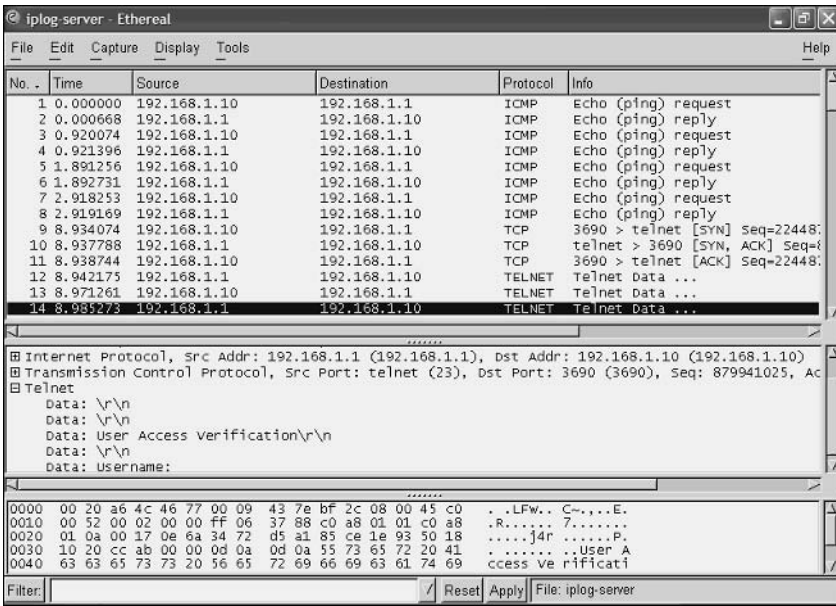 iplog-server - Ethereal
File Edit Capture Display Tools Help
No. . Time Source Destination Protocol Info
1 0.000000 192.168.1.10 192.168.1.1 ICMP Echo (ping) request
2 0.000668 192.168.1.1 192.168.1.10 ICMP Echo (ping) reply
3 0.920074 192.168.1.10 192.168.1.1 ICMP Echo (ping) request
4 0.921396 192.168.1.1 192.168.1.10 ICMP Echo (ping) reply
5 1.891256 192.168.1.10 192.168.1.1 ICMP Echo (ping) request
6 1.892731 192.168.1.1 192.168.1.10 ICMP Echo (ping) reply
7 2.918253 192.168.1.10 192.168.1.1 ICMP Echo (ping) request
8 2.919169 192.168.1.1 192.168.1.10 ICMP Echo (ping) reply
9 8.934074 192.168.1.10 192.168.1.1 TCP 3690 > telnet [SYN] Seq=22448
10 8.937788 192.168.1.1 192.168.1.10 TCP telnet > 3690 [SYN, ACK] Seq=
11 8.938744 192.168.1.10 192.168.1.1 TCP 3690 > telnet [ACK] Seq=22448
12 8.942175 192.168.1.1 192.168.1.10 TELNET Telnet Data ...
13 8.971261 192.168.1.10 192.168.1.1 TELNET Telnet Data ...
14 8.985273 192.168.1.1 192.168.1.10 TELNET Telnet Data ...
Internet Protocol, Src Addr: 192.168.1.1 (192.168.1.1), Dst Addr: 192.168.1.10 (192.168.1.10)
Transmission Control Protocol, Src Port: telnet (23), Dst Port: 3690 (3690), Seq: 879941025, Ac
Telnet
Data: \r\n
Data: \r\n
Data: User Access Verification\r\n
Data: \r\n
Data: Username:
0000 00 20 a6 4c 46 77 00 09 43 7e bf 2c 08 00 45 c0 . .LFw.. C~.,..E.
0010 00 52 00 02 00 00 ff 06 37 88 c0 a8 01 01 c0 a8 .R...... 7.......
0020 01 0a 00 17 0e 6a 34 72 d5 a1 85 ce 1e 93 50 18 .....j4r ......P.
0030 10 20 cc ab 00 00 0d 0a 0d 0a 55 73 65 72 20 41 . ...... ..User A
0040 63 63 65 73 73 20 56 65 72 69 66 69 63 61 74 69 ccess Ve rificati
Filter: Reset Apply File: iplog-server